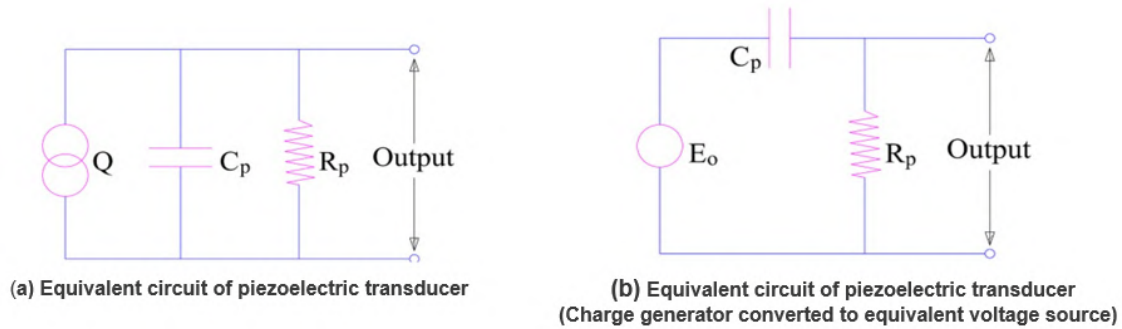 Q
Cp
Rp
Output
(a) Equivalent circuit of piezoelectric transducer
Cp
Eo
Rp
Output
(b) Equivalent circuit of piezoelectric transducer
(Charge generator converted to equivalent voltage source)